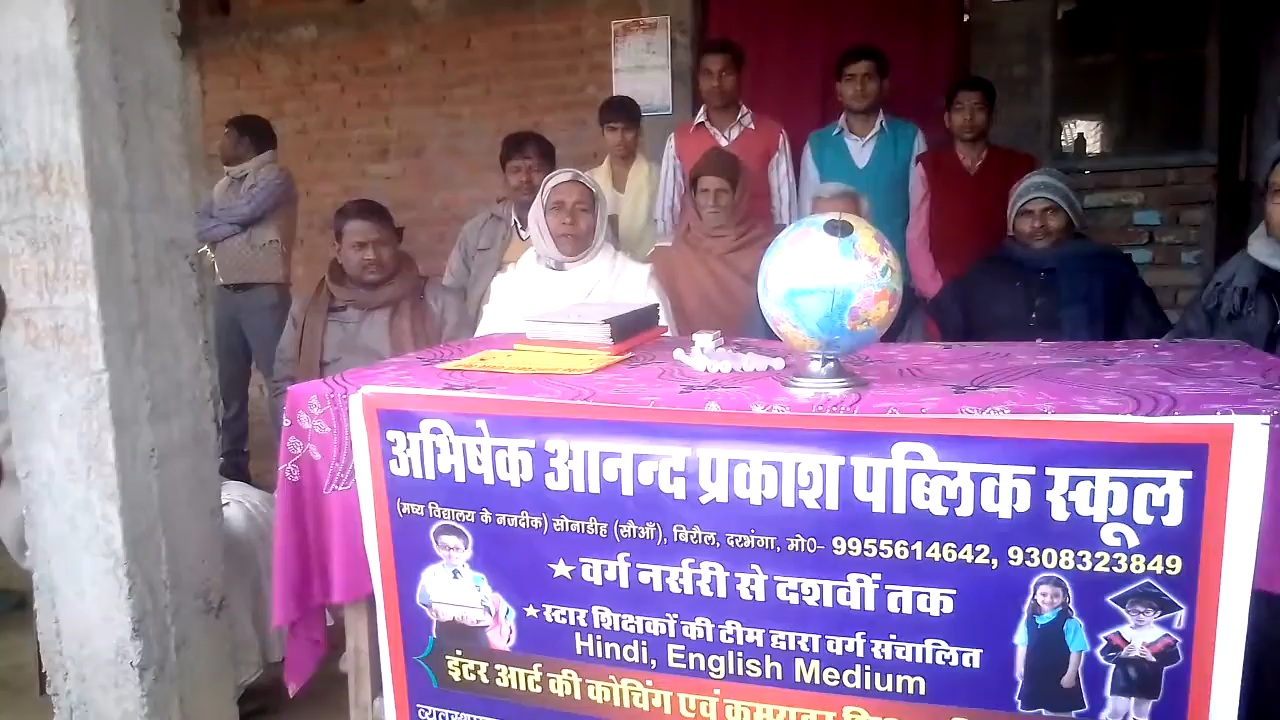 अभिषेक आनन्द प्रकाश पब्लिक स्कूल
(मध्य विद्यालय के नजदीक) सोनाडीह (सौआँ), बिरौल, दरभंगा, मो0- 9955614642, 9308323849
★ वर्ग नर्सरी से दशवीं तक
★ स्टार शिक्षकों की टीम द्वारा वर्ग संचालित
Hindi, English Medium
इंटर आर्ट की कोचिंग एवं